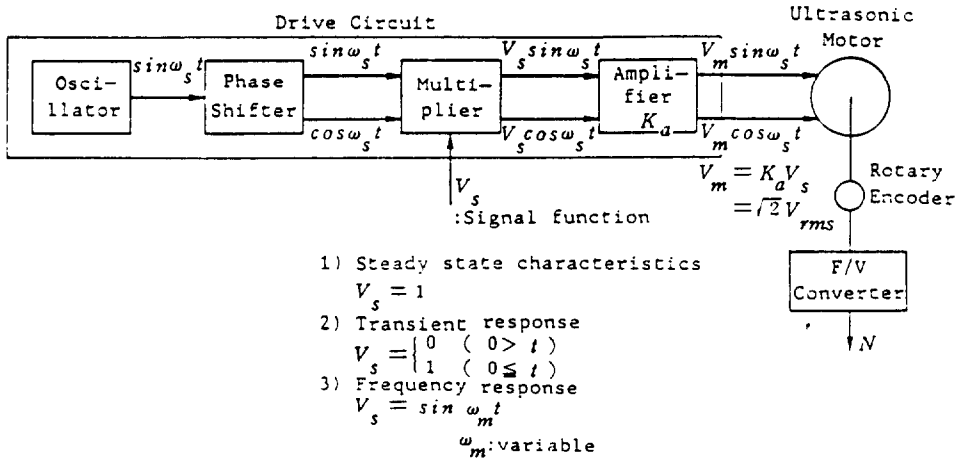 Drive Circuit
Ultrasonic
Motor
Osci-
llator
sinω_s t
Phase
Shifter
sinω_s t
cosω_s t
Multi-
plier
V_s sinω_s t
V_s cosω_s t
Ampli-
fier
K_a
V_m sinω_s t
V_m cosω_s t
V_m = K_a V_s
= √2 V_rms
Rotary
Encoder
V_s
:Signal function
F/V
Converter
N
1) Steady state characteristics
V_s = 1
2) Transient response
V_s = { 0 ( 0 > t )
1 ( 0 ≤ t )
3) Frequency response
V_s = sin ω_m t
ω_m:variable